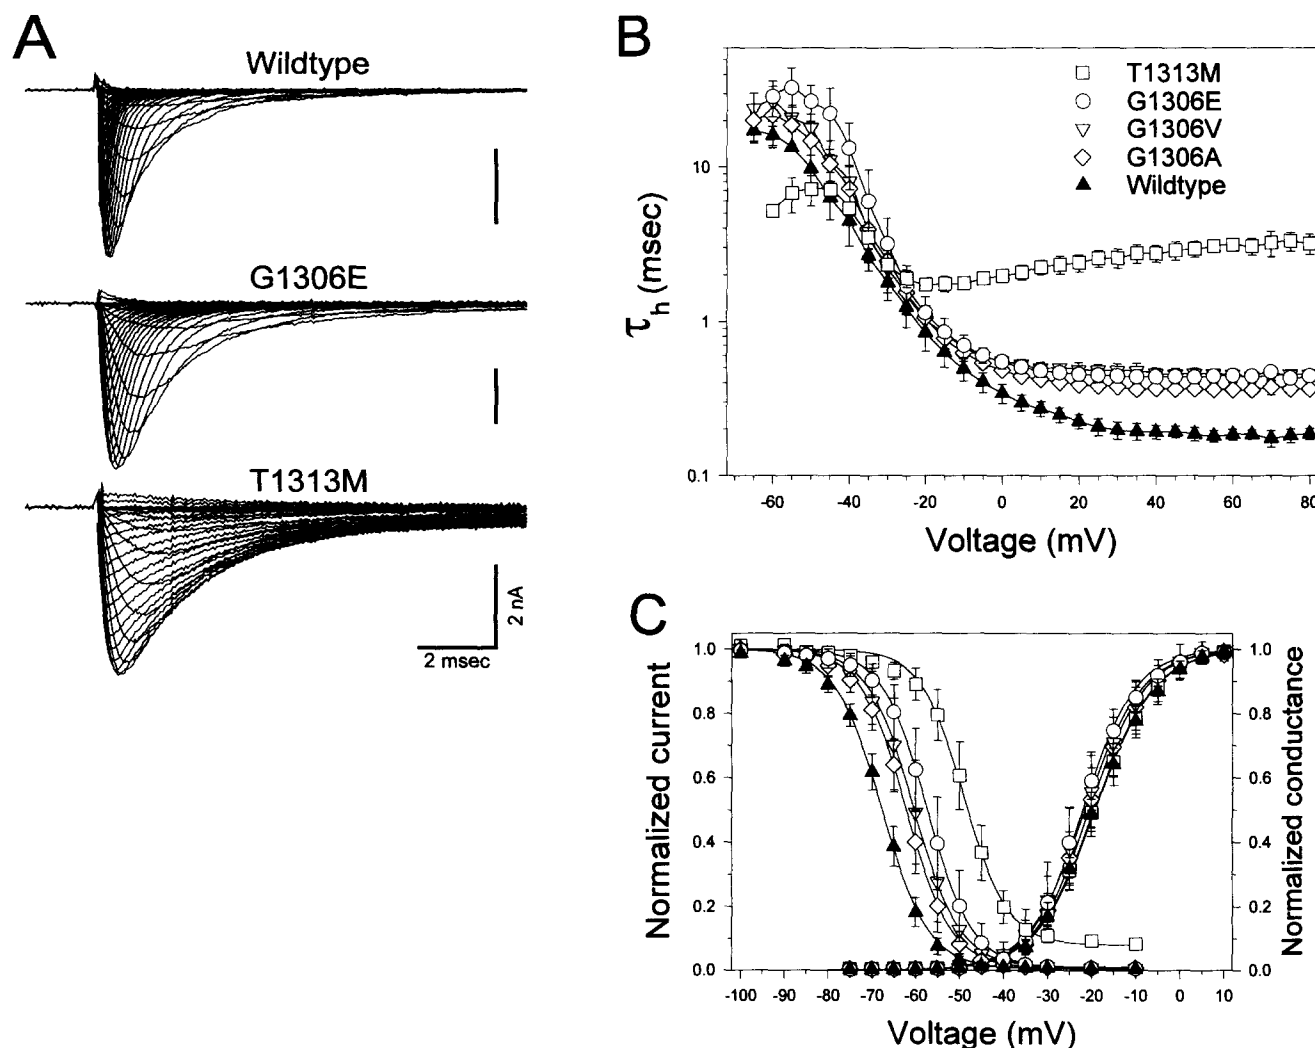 A
Wildtype
G1306E
T1313M
2 nA
2 msec
B
T1313M
G1306E
G1306V
G1306A
Wildtype
τh (msec)
10
1
0.1
-60 -40 -20 0 20 40 60 80
Voltage (mV)
C
Normalized current
1.0
0.8
0.6
0.4
0.2
0.0
1.0
0.8
0.6
0.4
0.2
0.0
Normalized conductance
-100 -90 -80 -70 -60 -50 -40 -30 -20 -10 0 10
Voltage (mV)